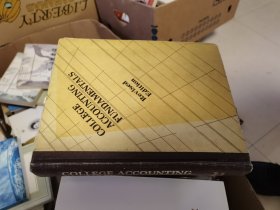 LIBERTY
COLLEGE
ACCOUNTING
FUNDAMENTALS
Revised
Edition
COLLEGE ACCOUNTING